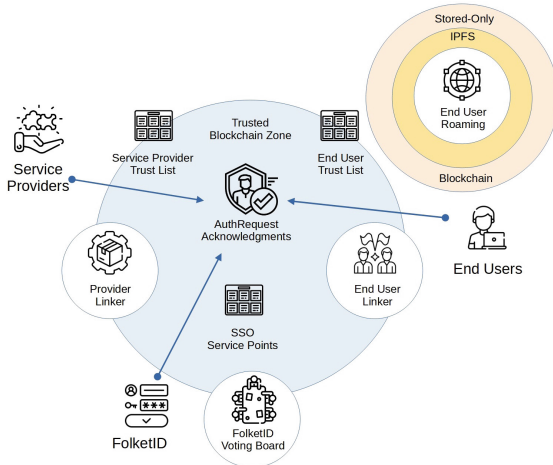 Stored-Only
IPFS
End User
Roaming
Blockchain
Trusted
Blockchain Zone
Service Provider
Trust List
End User
Trust List
Service
Providers
AuthRequest
Acknowledgments
End Users
Provider
Linker
End User
Linker
SSO
Service Points
***
FolketID
FolketID
Voting Board